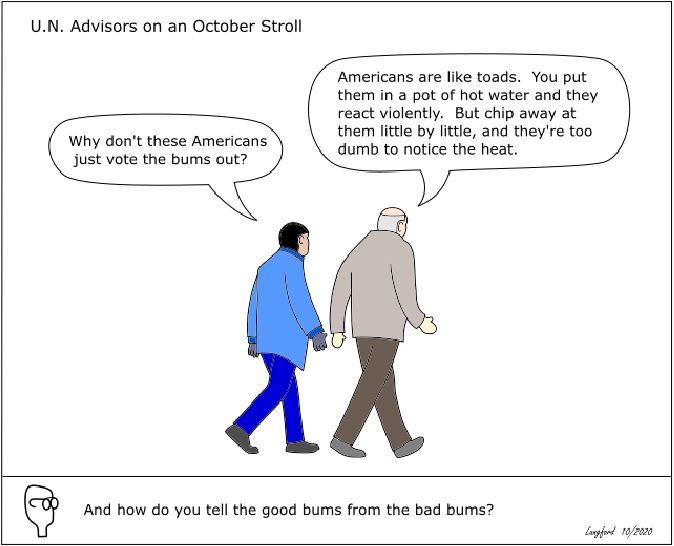 U.N. Advisors on an October Stroll
Why don't these Americans
just vote the bums out?
Americans are like toads. You put
them in a pot of hot water and they
react violently. But chip away at
them little by little, and they're too
dumb to notice the heat.
And how do you tell the good bums from the bad bums?
Langford 10/2020